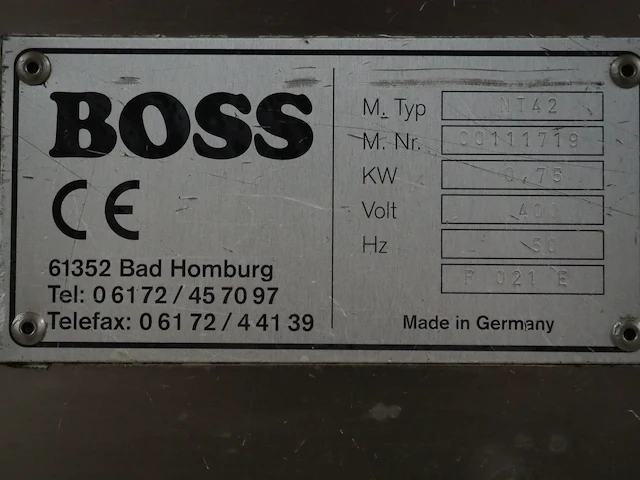 BOSS
CE
61352 Bad Homburg
Tel: 0 61 72 / 45 70 97
Telefax: 0 61 72 / 4 41 39
M. Typ NT42
M. Nr. 00111719
KW 0,75
Volt 400
Hz 50
F 021 E
Made in Germany